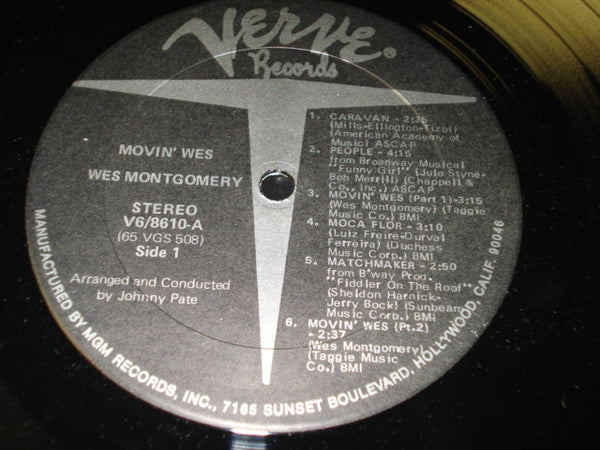 VERVE®
Records
MOVIN' WES
WES MONTGOMERY
STEREO
V6/8610-A
(65 VGS 508)
Side 1
Arranged and Conducted
by Johnny Pate
1. CARAVAN - 2:35
(Mills-Ellington-Tizol)
(American Academy of
Music) ASCAP
2. PEOPLE - 4:15
from Broadway Musical
"Funny Girl" (Jule Styne-
Bob Merrill) (Chappell &
Co., Inc.) ASCAP
3. MOVIN' WES (Part 1)-3:15
(Wes Montgomery) (Taggie
Music Co.) BMI
4. MOCA FLOR - 3:10
(Luiz Freire-Durval
Ferreira) (Duchess
Music Corp.) BMI
5. MATCHMAKER - 2:50
from B'way Prod.
"Fiddler On The Roof"
(Sheldon Harnick-
Jerry Bock) (Sunbeam
Music Corp.) BMI
6. MOVIN' WES (Pt.2)
- 2:37
(Wes Montgomery)
(Taggie Music
Co.) BMI
MANUFACTURED BY MGM RECORDS, INC., 7165 SUNSET BOULEVARD, HOLLYWOOD, CALIF. 90046